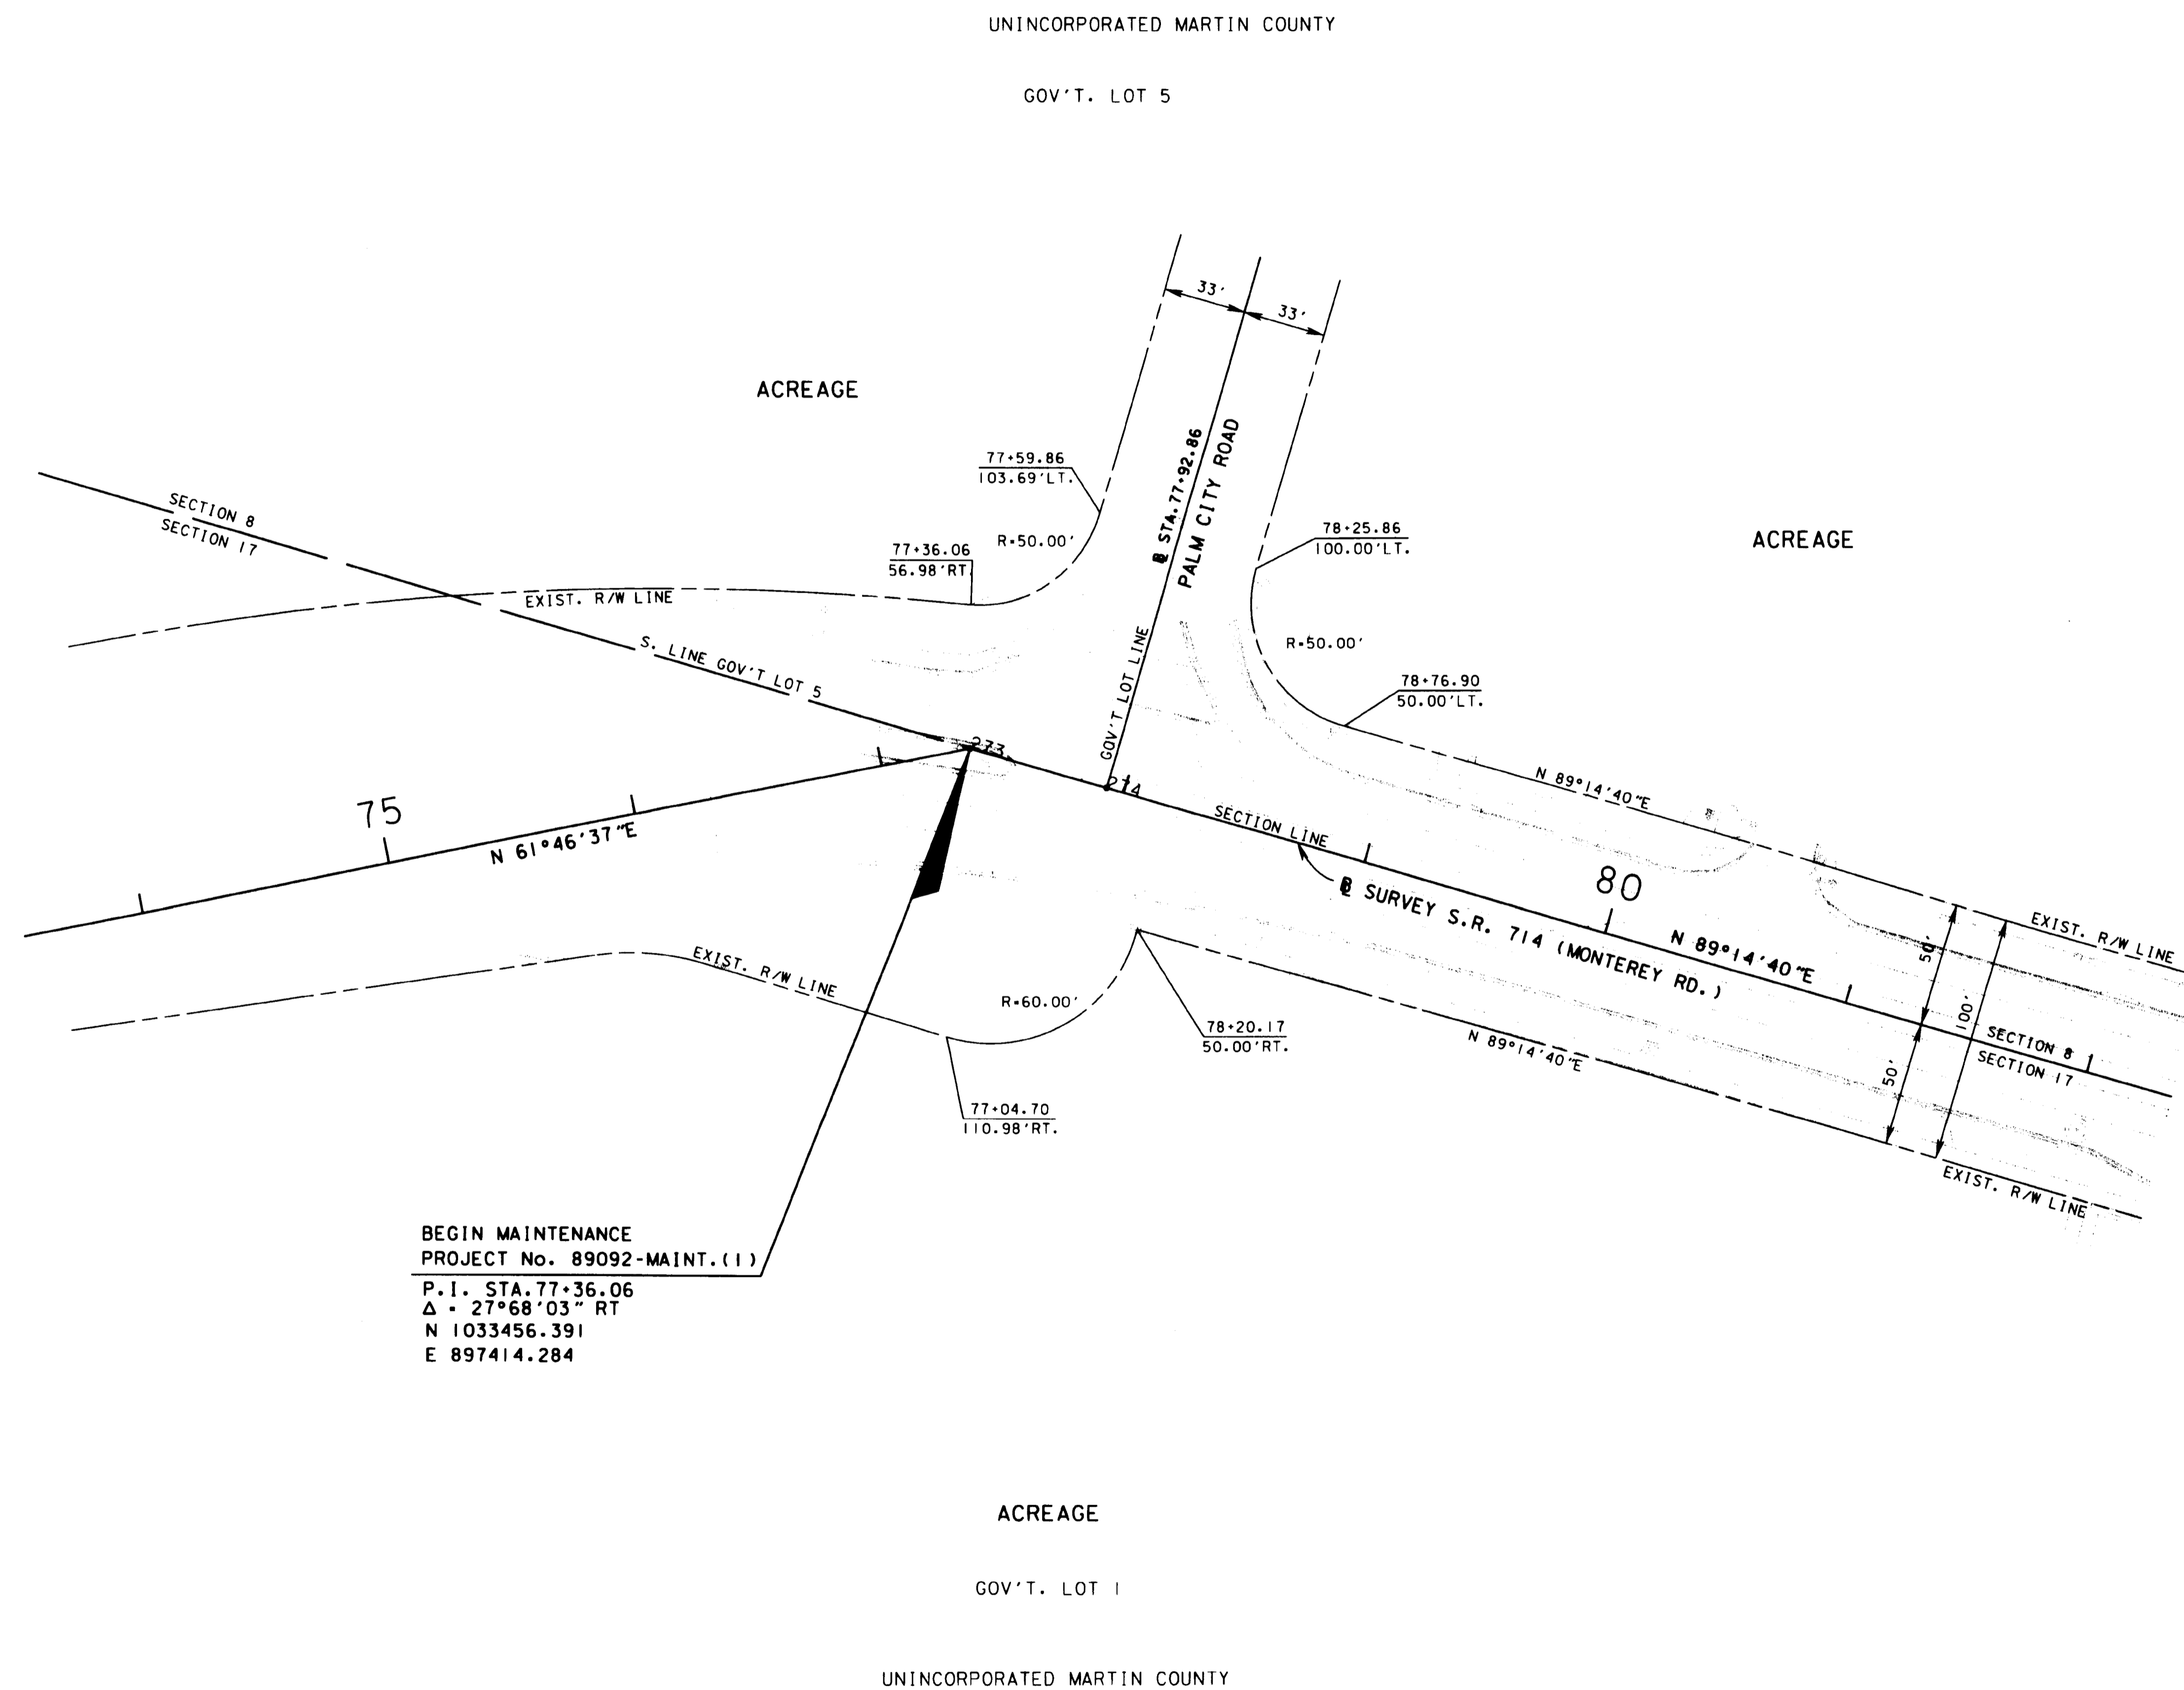 UNINCORPORATED MARTIN COUNTY
GOV'T. LOT 5
33'
33'
ACREAGE
77+59.86
103.69'LT.
R=50.00'
77+36.06
56.98'RT
STA.77+92.86
PALM CITY ROAD
78+25.86
100.00'LT.
ACREAGE
SECTION 8
SECTION 17
EXIST. R/W LINE
S. LINE GOV'T LOT 5
GOV'T LOT LINE
R=50.00'
78+76.90
50.00'LT.
273
274
N 89°14'40"E
75
N 61°46'37"E
SECTION LINE
80
SURVEY S.R. 714 (MONTEREY RD.)
N 89°14'40"E
EXIST. R/W LINE
50'
100'
50'
SECTION 8
SECTION 17
EXIST. R/W LINE
R=60.00'
78+20.17
50.00'RT.
N 89°14'40"E
77+04.70
110.98'RT.
EXIST. R/W LINE
BEGIN MAINTENANCE
PROJECT No. 89092-MAINT.(1)
P.I. STA.77+36.06
Δ = 27°68'03" RT
N 1033456.391
E 897414.284
ACREAGE
GOV'T. LOT 1
UNINCORPORATED MARTIN COUNTY